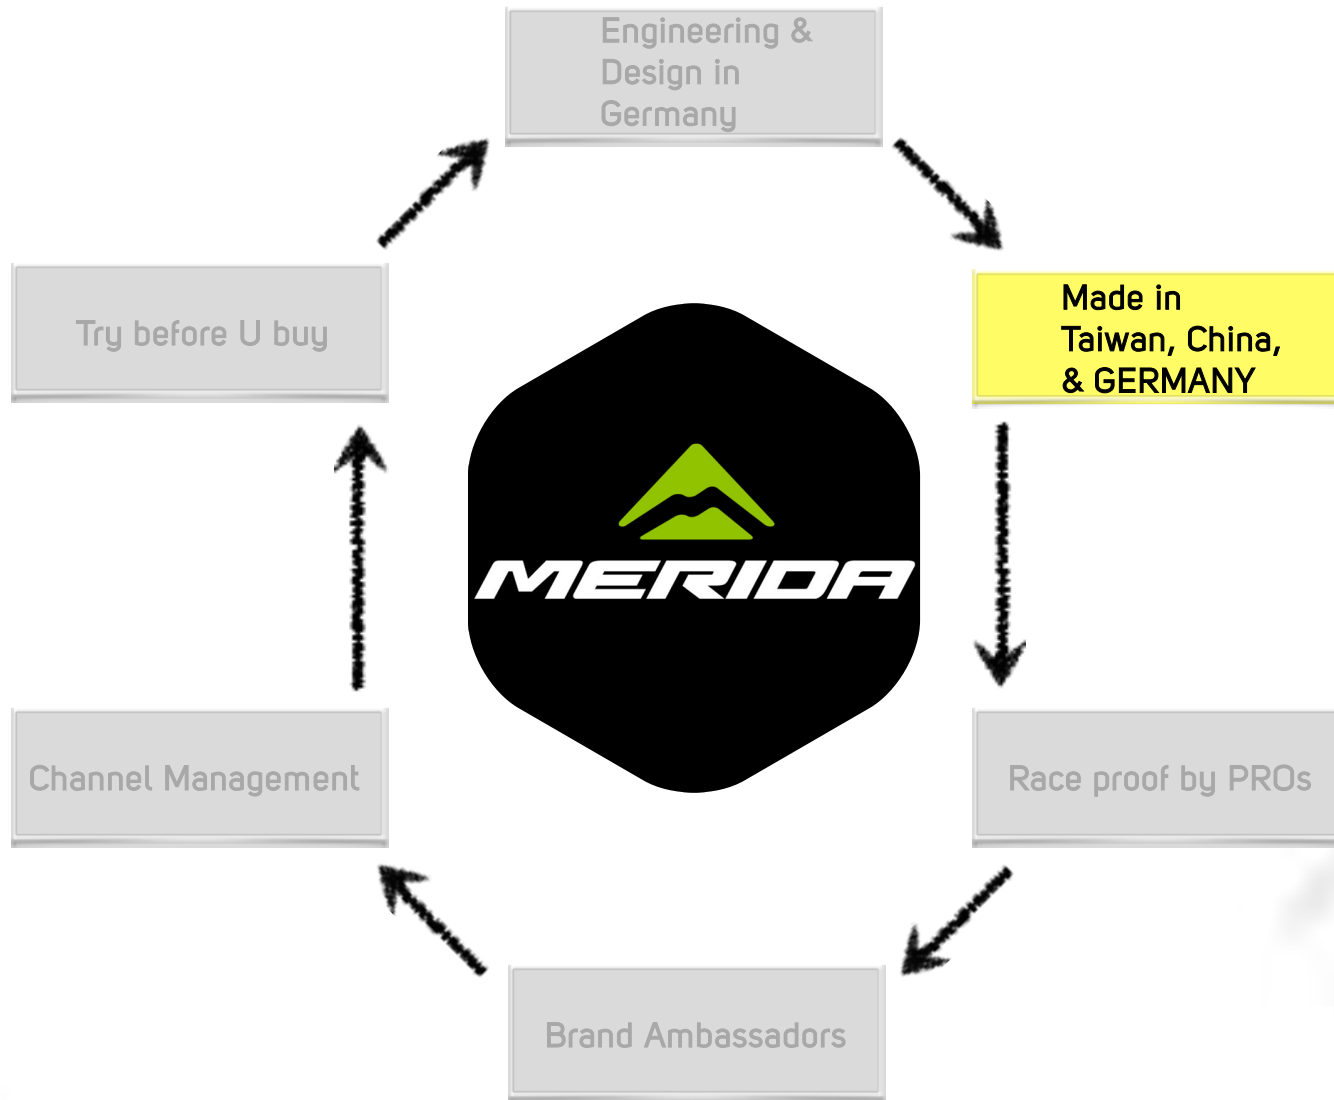 Engineering &
Design in
Germany
Try before U buy
Made in
Taiwan, China,
& GERMANY
MERIDA
Channel Management
Race proof by PROs
Brand Ambassadors